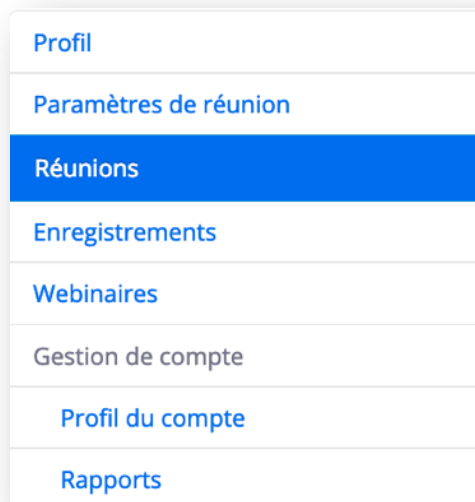 Profil
Paramètres de réunion
Réunions
Enregistrements
Webinaires
Gestion de compte
Profil du compte
Rapports